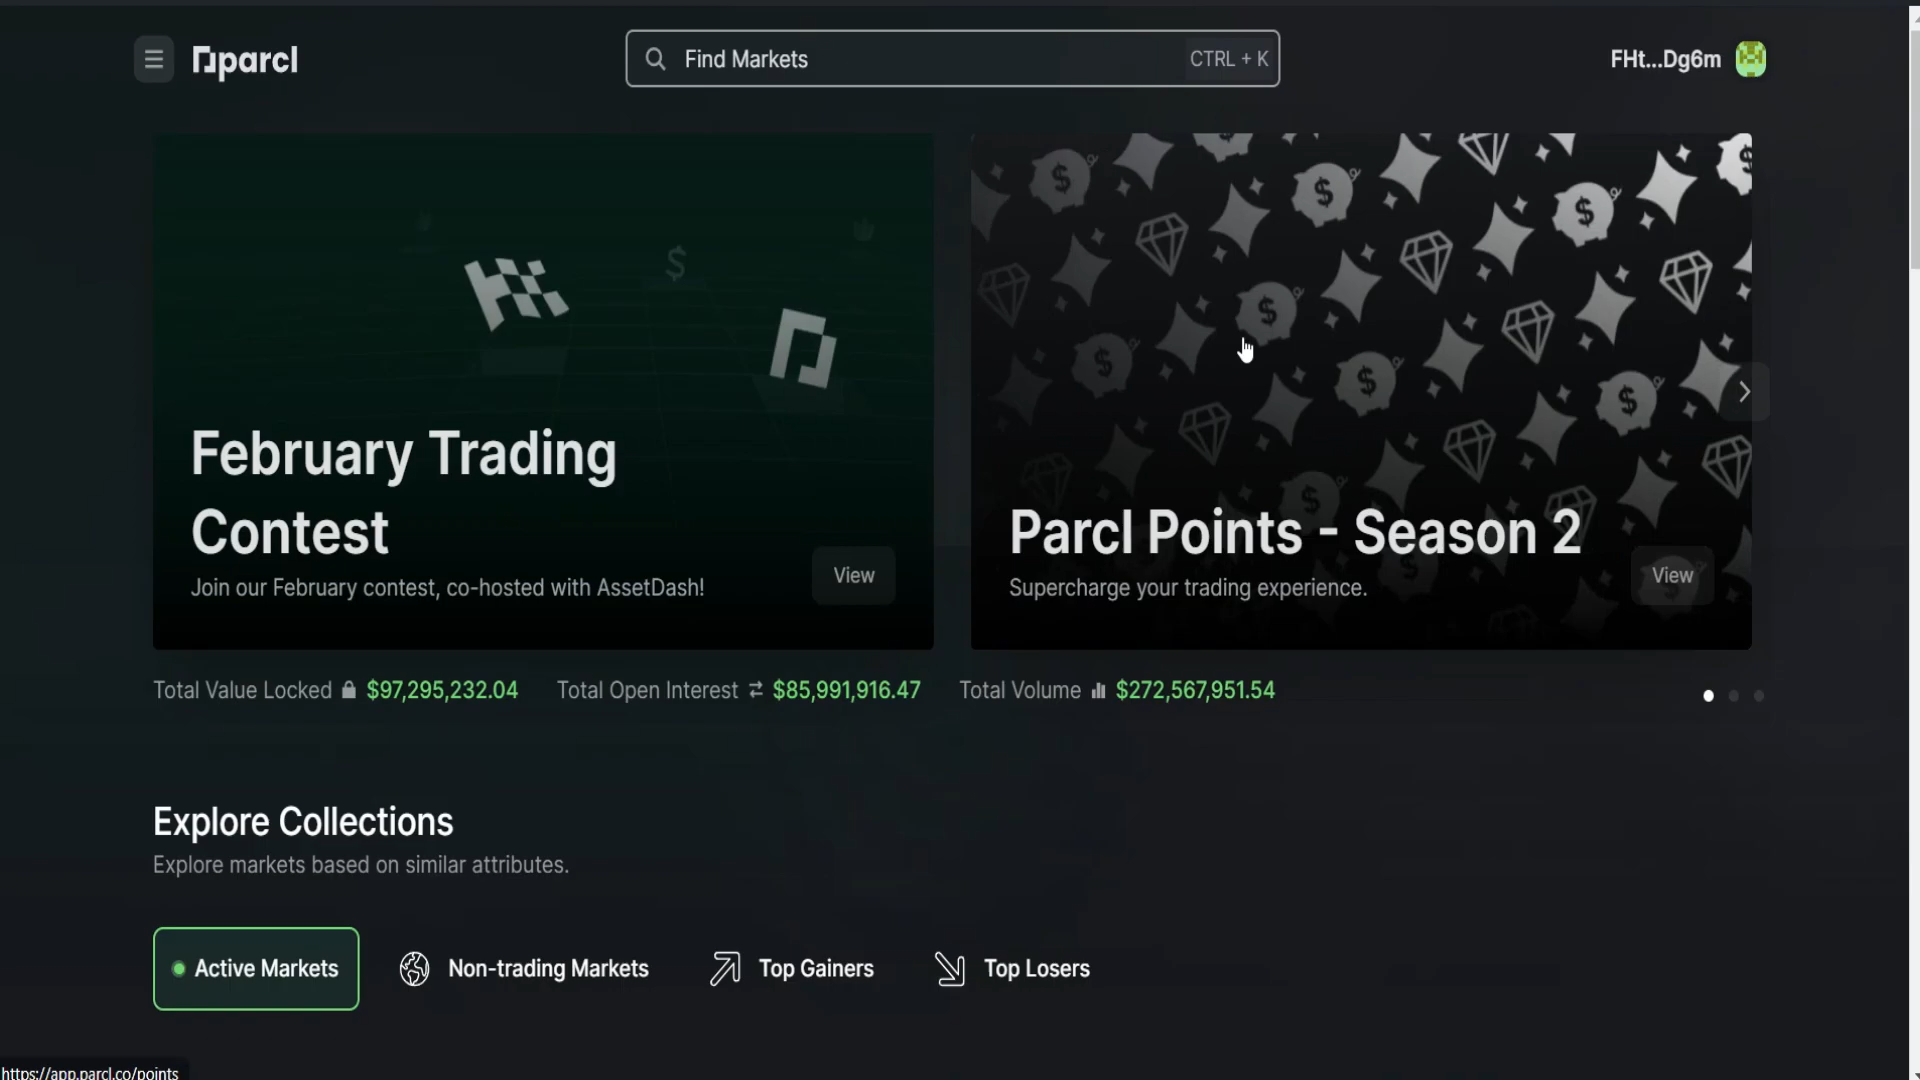 parcl
Find Markets
CTRL + K
FHt...Dg6m
February Trading
Contest
Join our February contest, co-hosted with AssetDash!
View
Parcl Points - Season 2
Supercharge your trading experience.
View
Total Value Locked $97,295,232.04 Total Open Interest $85,991,916.47 Total Volume $272,567,951.54
Explore Collections
Explore markets based on similar attributes.
Active Markets Non-trading Markets Top Gainers Top Losers
https://app.parcl.co/points